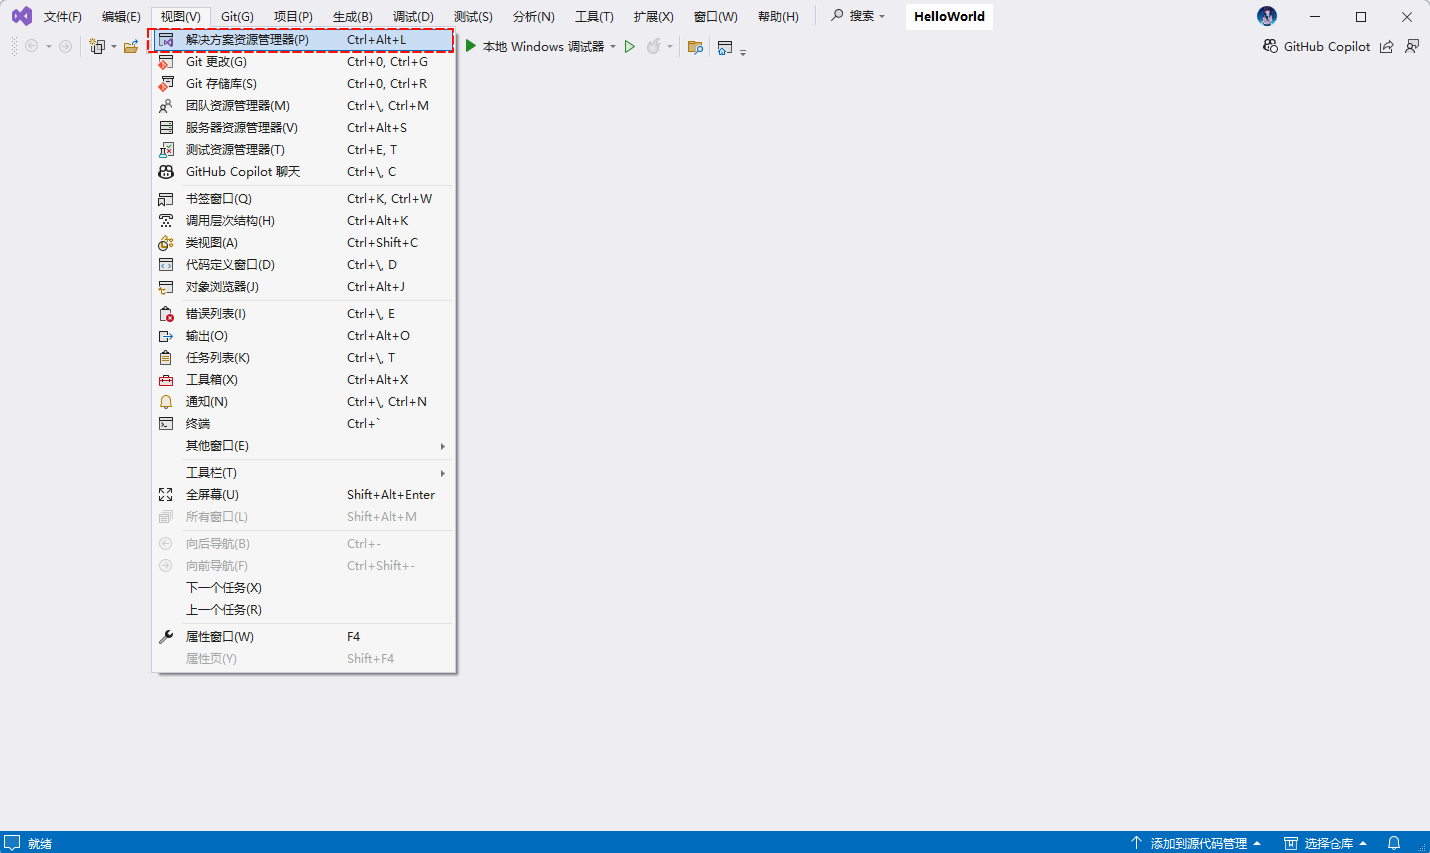 文件(F) 编辑(E) 视图(V) Git(G) 项目(P) 生成(B) 调试(D) 测试(S) 分析(N) 工具(T) 扩展(X) 窗口(W) 帮助(H) 搜索 HelloWorld
本地 Windows 调试器 GitHub Copilot
解决方案资源管理器(P) Ctrl+Alt+L
Git 更改(G) Ctrl+0, Ctrl+G
Git 存储库(S) Ctrl+0, Ctrl+R
团队资源管理器(M) Ctrl+\, Ctrl+M
服务器资源管理器(V) Ctrl+Alt+S
测试资源管理器(T) Ctrl+E, T
GitHub Copilot 聊天 Ctrl+\, C
书签窗口(Q) Ctrl+K, Ctrl+W
调用层次结构(H) Ctrl+Alt+K
类视图(A) Ctrl+Shift+C
代码定义窗口(D) Ctrl+\, D
对象浏览器(J) Ctrl+Alt+J
错误列表(I) Ctrl+\, E
输出(O) Ctrl+Alt+O
任务列表(K) Ctrl+\, T
工具箱(X) Ctrl+Alt+X
通知(N) Ctrl+\, Ctrl+N
终端 Ctrl+`
其他窗口(E)
工具栏(T)
全屏幕(U) Shift+Alt+Enter
所有窗口(L) Shift+Alt+M
向后导航(B) Ctrl+-
向前导航(F) Ctrl+Shift+-
下一个任务(X)
上一个任务(R)
属性窗口(W) F4
属性页(Y) Shift+F4
就绪 添加到源代码管理 选择仓库